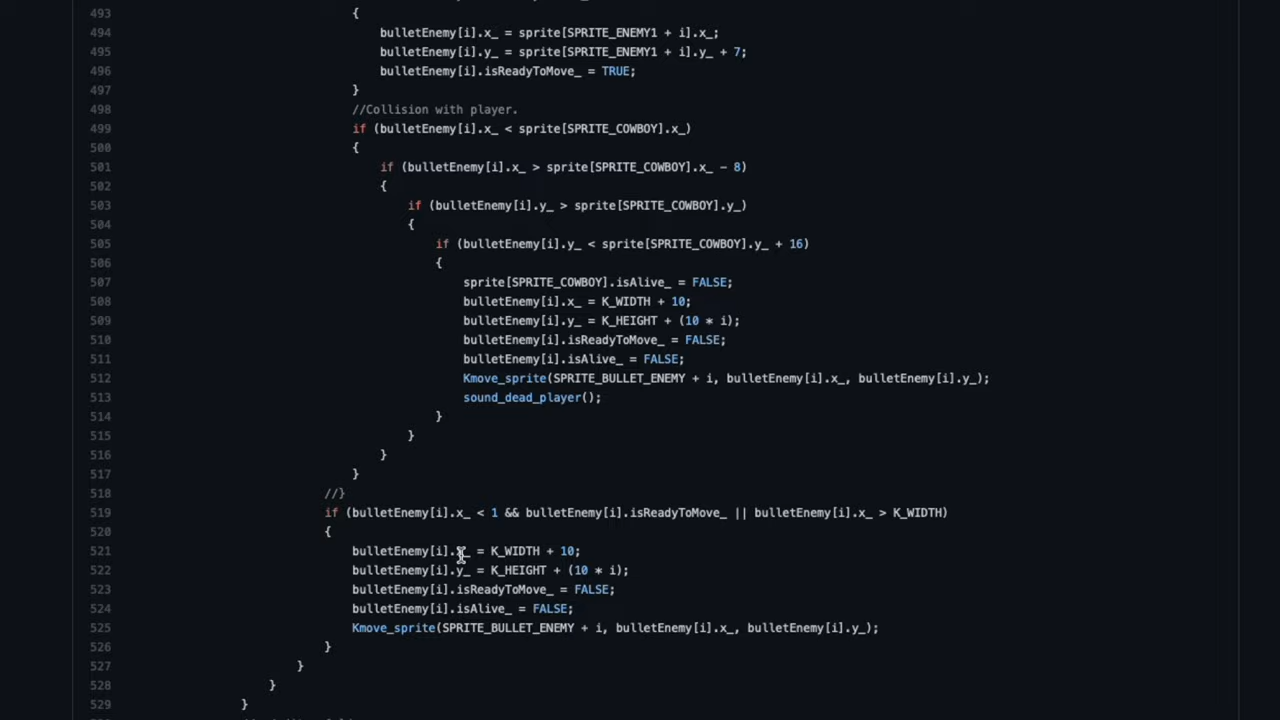 493 {
494 bulletEnemy[i].x_ = sprite[SPRITE_ENEMY1 + i].x_;
495 bulletEnemy[i].y_ = sprite[SPRITE_ENEMY1 + i].y_ + 7;
496 bulletEnemy[i].isReadyToMove_ = TRUE;
497 }
498 //Collision with player.
499 if (bulletEnemy[i].x_ < sprite[SPRITE_COWBOY].x_)
500 {
501 if (bulletEnemy[i].x_ > sprite[SPRITE_COWBOY].x_ - 8)
502 {
503 if (bulletEnemy[i].y_ > sprite[SPRITE_COWBOY].y_)
504 {
505 if (bulletEnemy[i].y_ < sprite[SPRITE_COWBOY].y_ + 16)
506 {
507 sprite[SPRITE_COWBOY].isAlive_ = FALSE;
508 bulletEnemy[i].x_ = K_WIDTH + 10;
509 bulletEnemy[i].y_ = K_HEIGHT + (10 * i);
510 bulletEnemy[i].isReadyToMove_ = FALSE;
511 bulletEnemy[i].isAlive_ = FALSE;
512 Kmove_sprite(SPRITE_BULLET_ENEMY + i, bulletEnemy[i].x_, bulletEnemy[i].y_);
513 sound_dead_player();
514 }
515 }
516 }
517 }
518 //}
519 if (bulletEnemy[i].x_ < 1 && bulletEnemy[i].isReadyToMove_ || bulletEnemy[i].x_ > K_WIDTH)
520 {
521 bulletEnemy[i].x_ = K_WIDTH + 10;
522 bulletEnemy[i].y_ = K_HEIGHT + (10 * i);
523 bulletEnemy[i].isReadyToMove_ = FALSE;
524 bulletEnemy[i].isAlive_ = FALSE;
525 Kmove_sprite(SPRITE_BULLET_ENEMY + i, bulletEnemy[i].x_, bulletEnemy[i].y_);
526 }
527 }
528 }
529 }